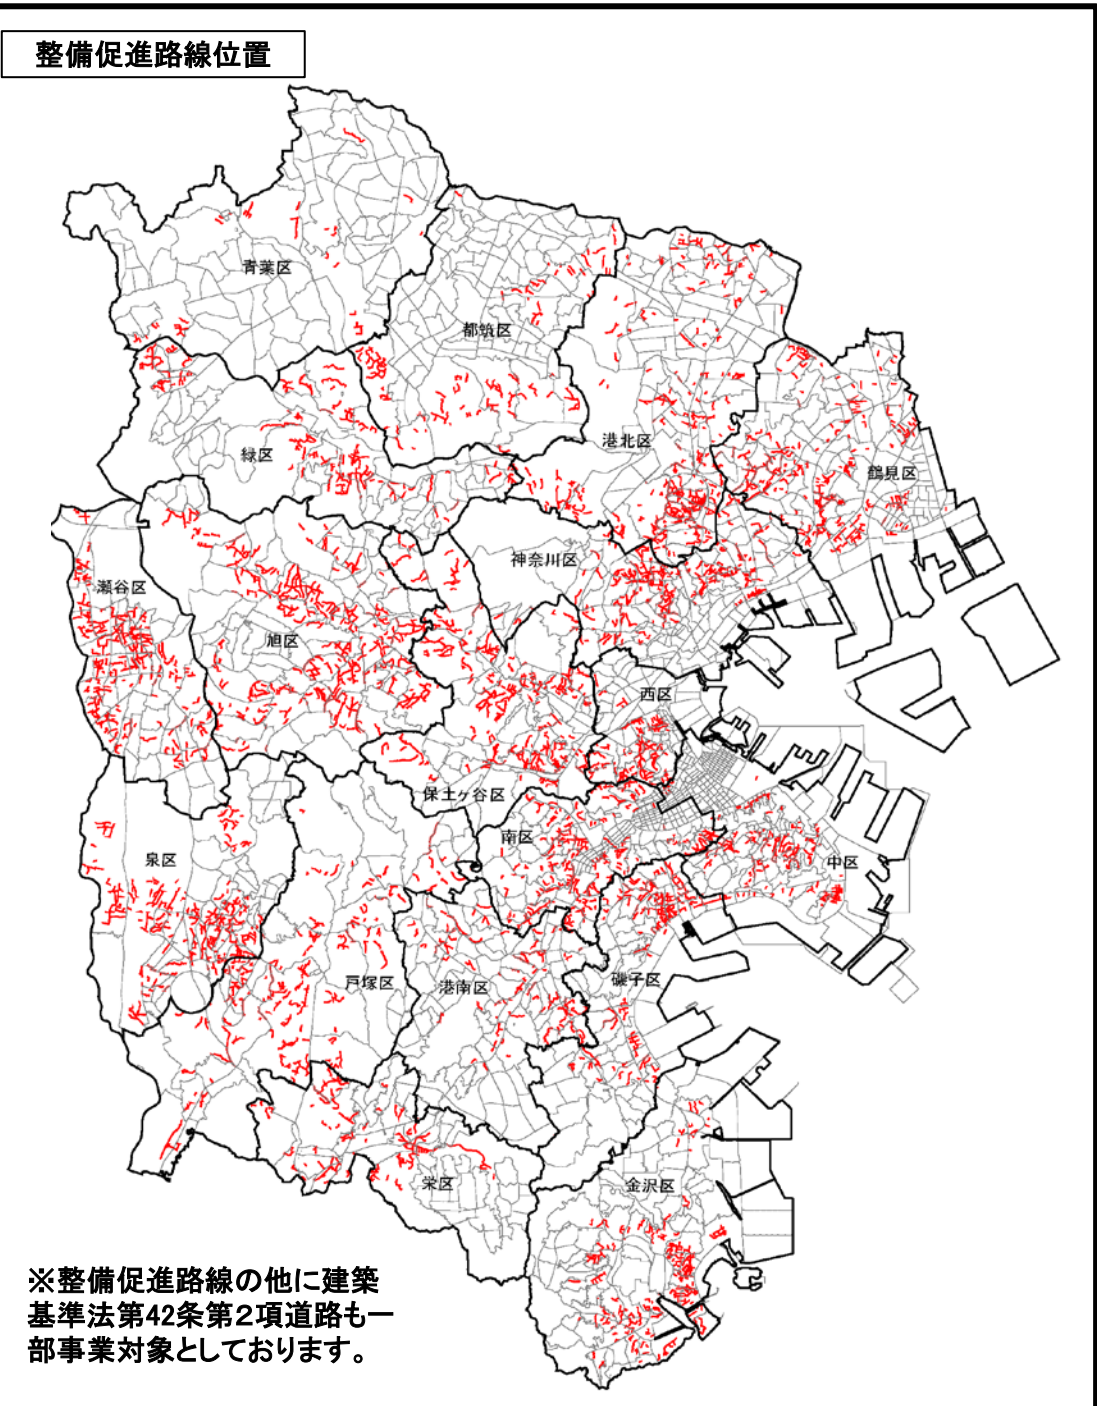 整備促進路線位置
青葉区
都筑区
港北区
緑区
鶴見区
神奈川区
瀬谷区
旭区
西区
保土ヶ谷区
南区
泉区
中区
戸塚区
港南区
磯子区
栄区
金沢区
※整備促進路線の他に建築
基準法第42条第２項道路も一
部事業対象としております。